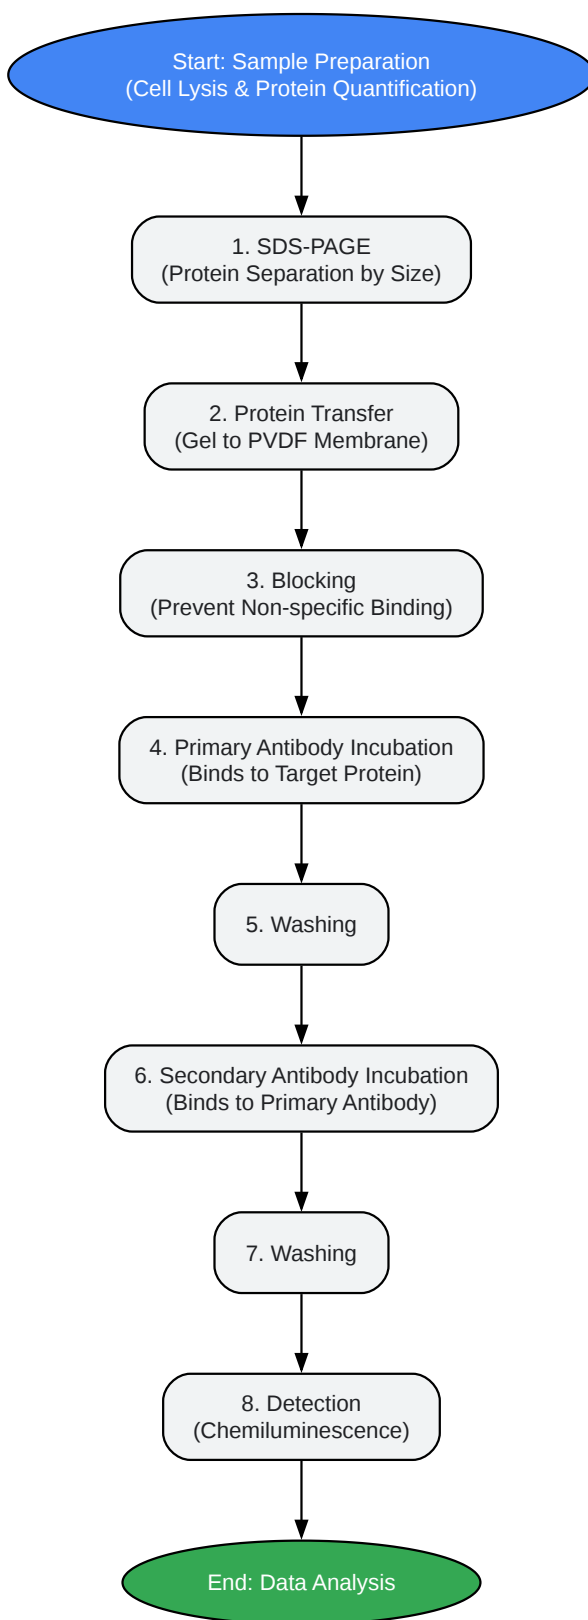 Start: Sample Preparation
(Cell Lysis & Protein Quantification)
1. SDS-PAGE
(Protein Separation by Size)
2. Protein Transfer
(Gel to PVDF Membrane)
3. Blocking
(Prevent Non-specific Binding)
4. Primary Antibody Incubation
(Binds to Target Protein)
5. Washing
6. Secondary Antibody Incubation
(Binds to Primary Antibody)
7. Washing
8. Detection
(Chemiluminescence)
End: Data Analysis